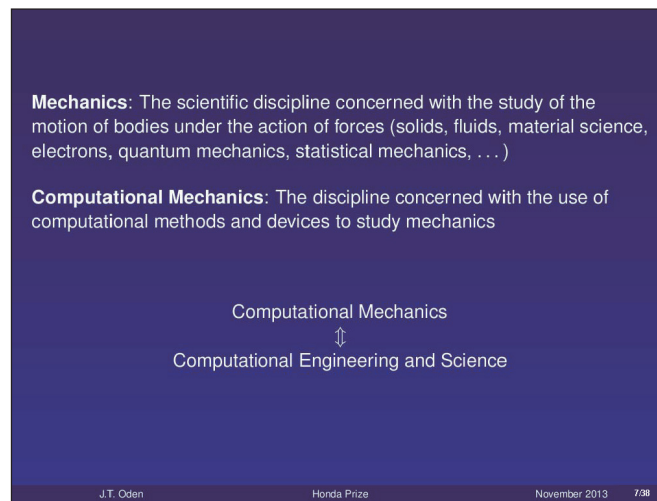 Mechanics: The scientific discipline concerned with the study of the
motion of bodies under the action of forces (solids, fluids, material science,
electrons, quantum mechanics, statistical mechanics, . . . )
Computational Mechanics: The discipline concerned with the use of
computational methods and devices to study mechanics
Computational Mechanics
⇕
Computational Engineering and Science
J.T. Oden Honda Prize November 2013 7/38